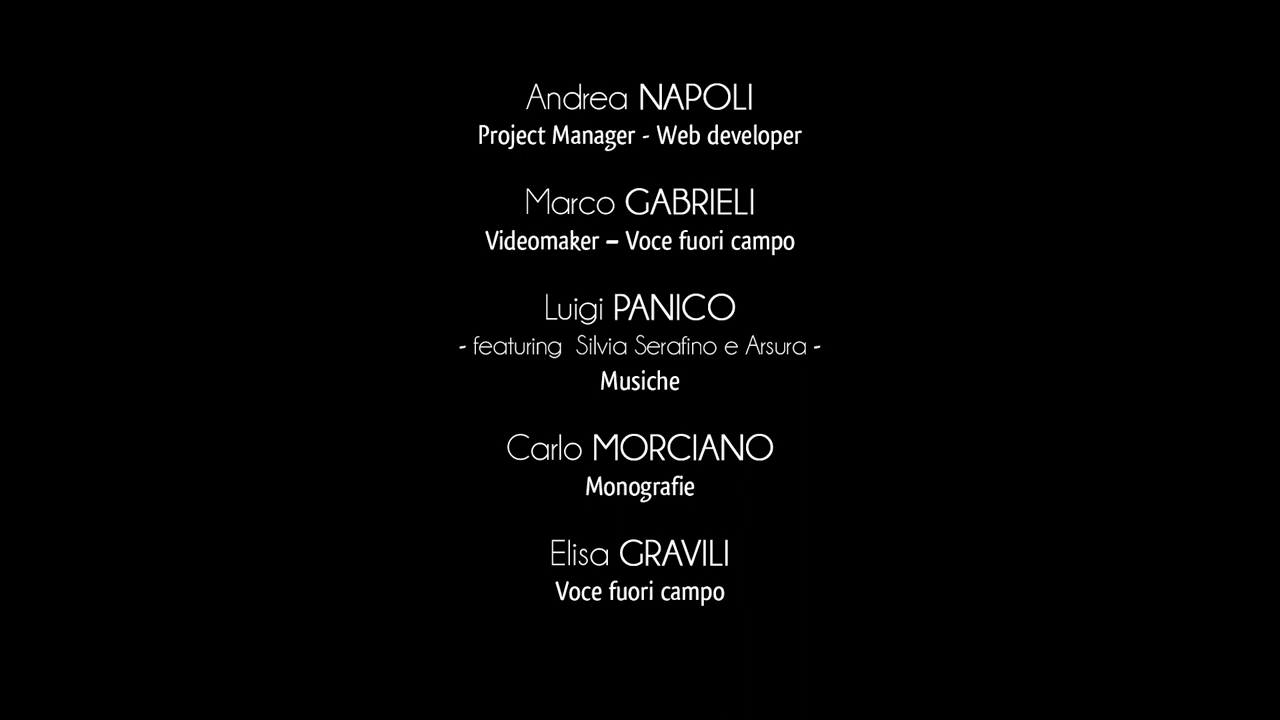 Andrea NAPOLI
Project Manager - Web developer
Marco GABRIELI
Videomaker – Voce fuori campo
Luigi PANICO
- featuring Silvia Serafino e Arsura -
Musiche
Carlo MORCIANO
Monografie
Elisa GRAVILI
Voce fuori campo